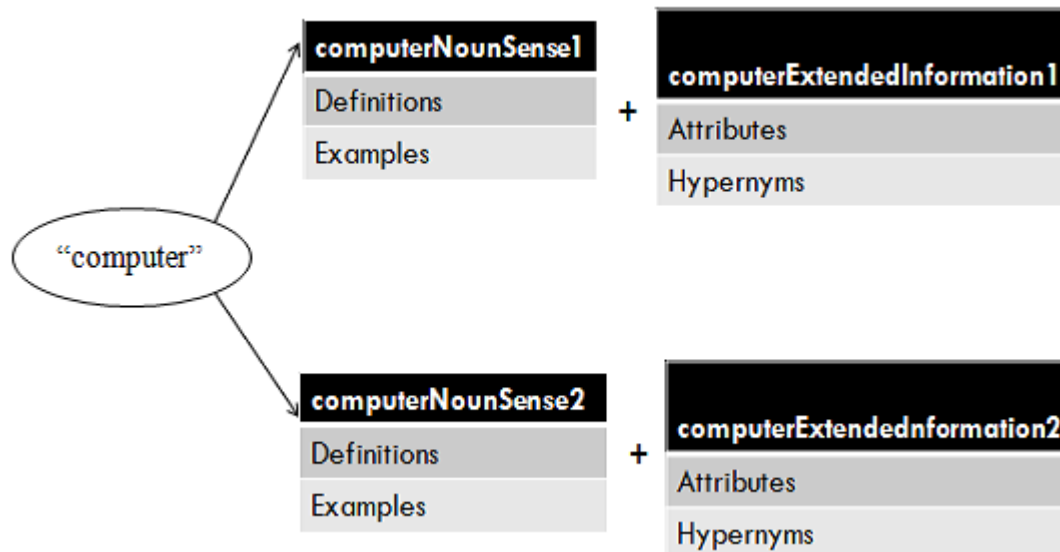 computerNounSense1
Definitions
Examples
+
computerExtendedInformation1
Attributes
Hypernyms
“computer”
computerNounSense2
Definitions
Examples
+
computerExtendednformation2
Attributes
Hypernyms